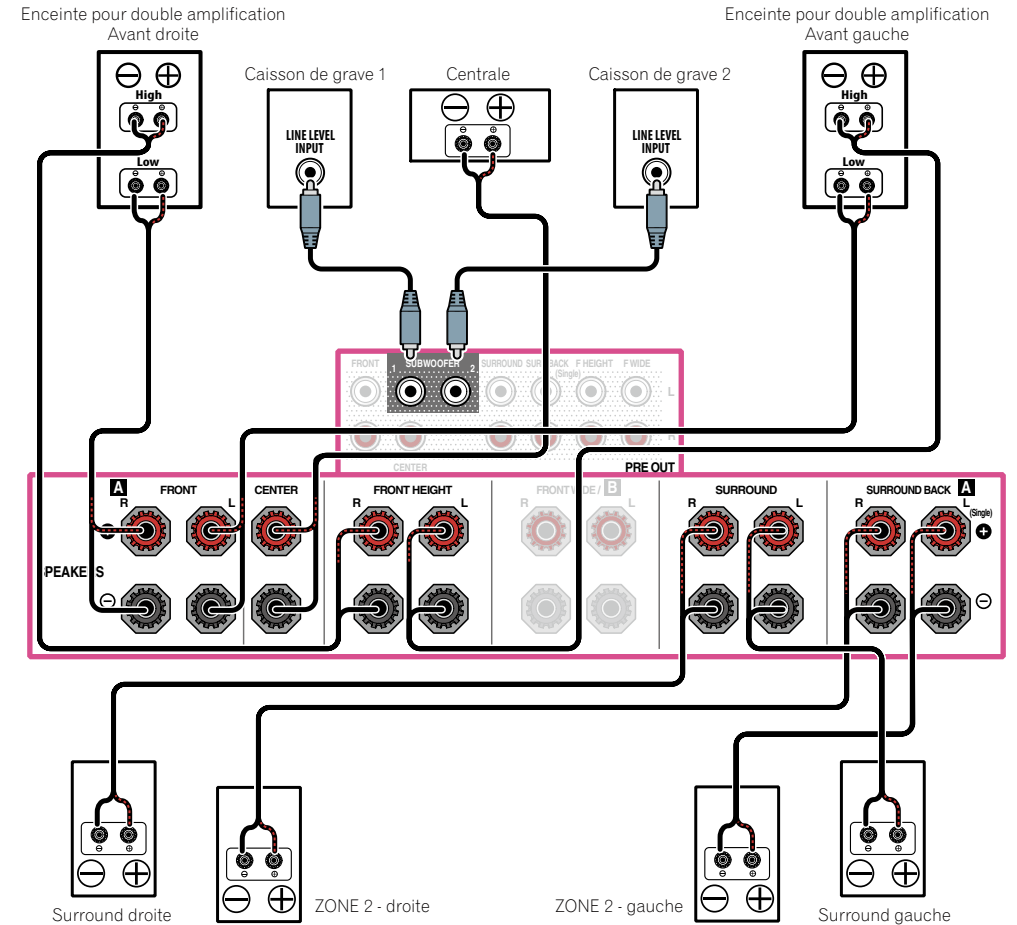 Enceinte pour double amplification
Avant droite
Enceinte pour double amplification
Avant gauche
Caisson de grave 1
Centrale
Caisson de grave 2
High
Low
LINE LEVEL
INPUT
LINE LEVEL
INPUT
High
Low
FRONT
SUBWOOFER
1
2
SURROUND
F HEIGHT
F WIDE
(Single)
L
R
CENTER
PRE OUT
A
FRONT
R
L
CENTER
FRONT HEIGHT
R
L
FRONT WIDE / B
R
L
SURROUND
R
L
SURROUND BACK A
R
L
(Single)
SPEAKERS
Surround droite
ZONE 2 - droite
ZONE 2 - gauche
Surround gauche